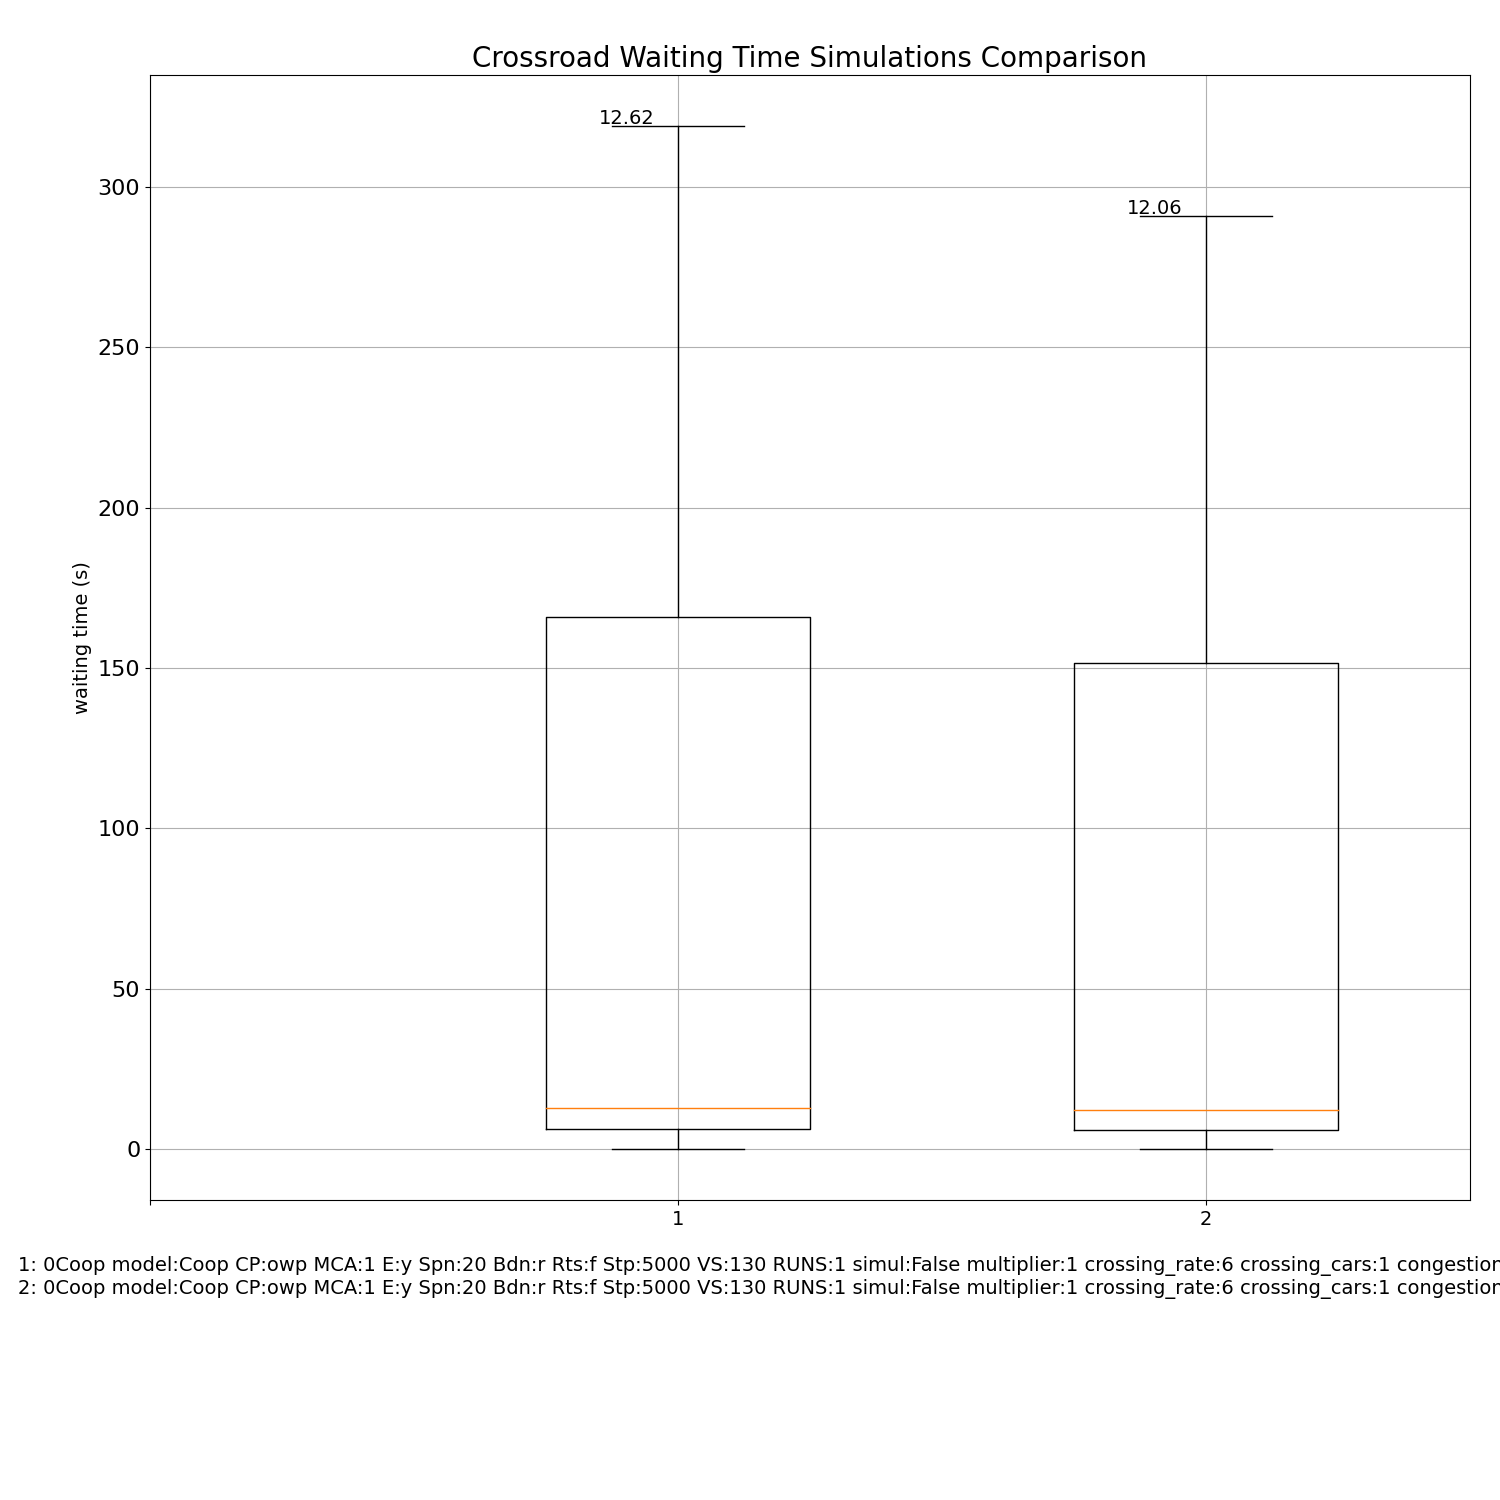 Crossroad Waiting Time Simulations Comparison
12.62
12.06
300
250
200
150
100
50
0
waiting time (s)
1
2
1: 0Coop model:Coop CP:owp MCA:1 E:y Spn:20 Bdn:r Rts:f Stp:5000 VS:130 RUNS:1 simul:False multiplier:1 crossing_rate:6 crossing_cars:1 congestion
2: 0Coop model:Coop CP:owp MCA:1 E:y Spn:20 Bdn:r Rts:f Stp:5000 VS:130 RUNS:1 simul:False multiplier:1 crossing_rate:6 crossing_cars:1 congestion